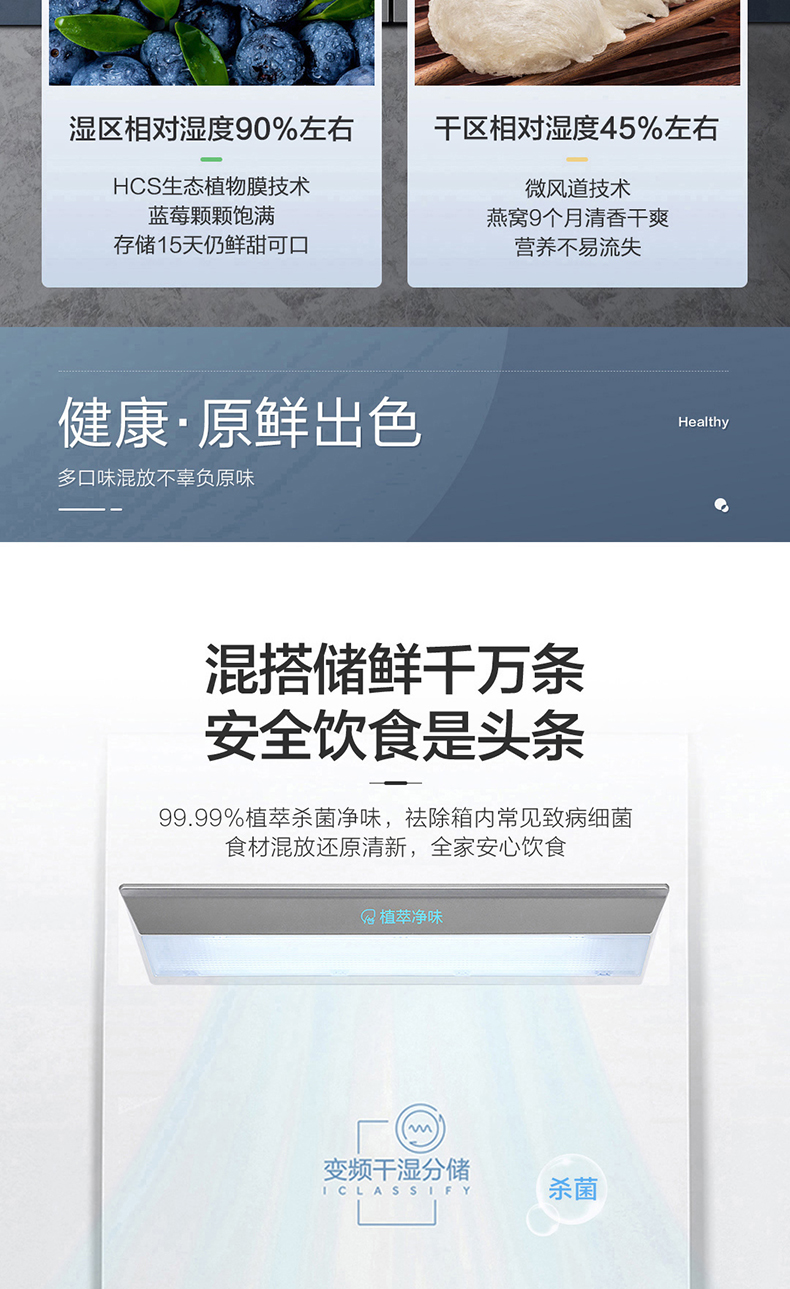 湿区相对湿度90%左右
HCS生态植物膜技术
蓝莓颗颗饱满
存储15天仍鲜甜可口
干区相对湿度45%左右
微风道技术
燕窝9个月清香干爽
营养不易流失
健康·原鲜出色
Healthy
多口味混放不辜负原味
混搭储鲜千万条
安全饮食是头条
99.99%植萃杀菌净味，祛除箱内常见致病细菌
食材混放还原清新，全家安心饮食
植萃净味
变频干湿分储
ICLASSIFY
杀菌